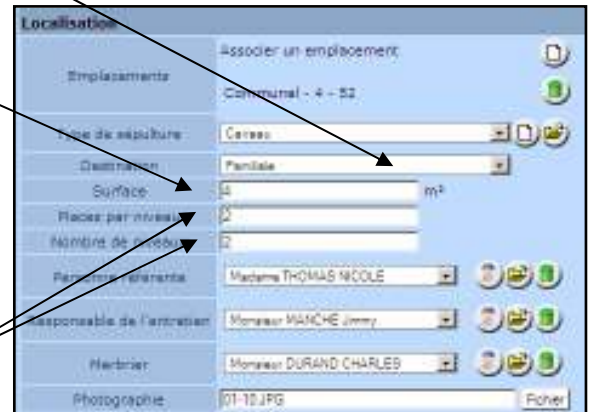 Localisation
Associer un emplacement
Emplacements
Communal - 4 - 52
Type de sépulture Caveau
Destination Familiale
Surface 4 m²
Places par niveau 2
Nombre de niveaux 2
Personne référente Madame THOMAS NICOLE
Responsable de l'entretien Monsieur MANCHE Jimmy
Marbrier Monsieur DURAND CHARLES
Photographie 01-10.JPG Fichier